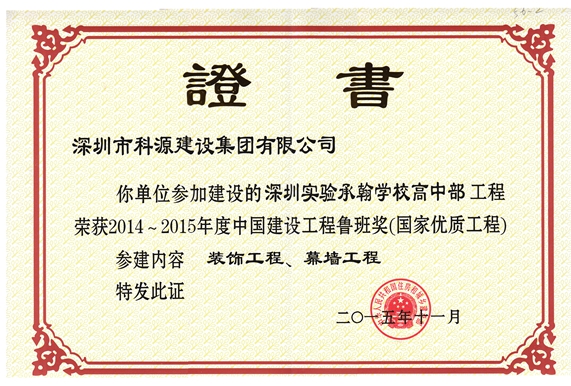 證書
深圳市科源建设集团有限公司
你单位参加建设的深圳实验承翰学校高中部工程
荣获2014~2015年度中国建设工程鲁班奖(国家优质工程)
参建内容 装饰工程、幕墙工程
特发此证
二〇一五年十一月